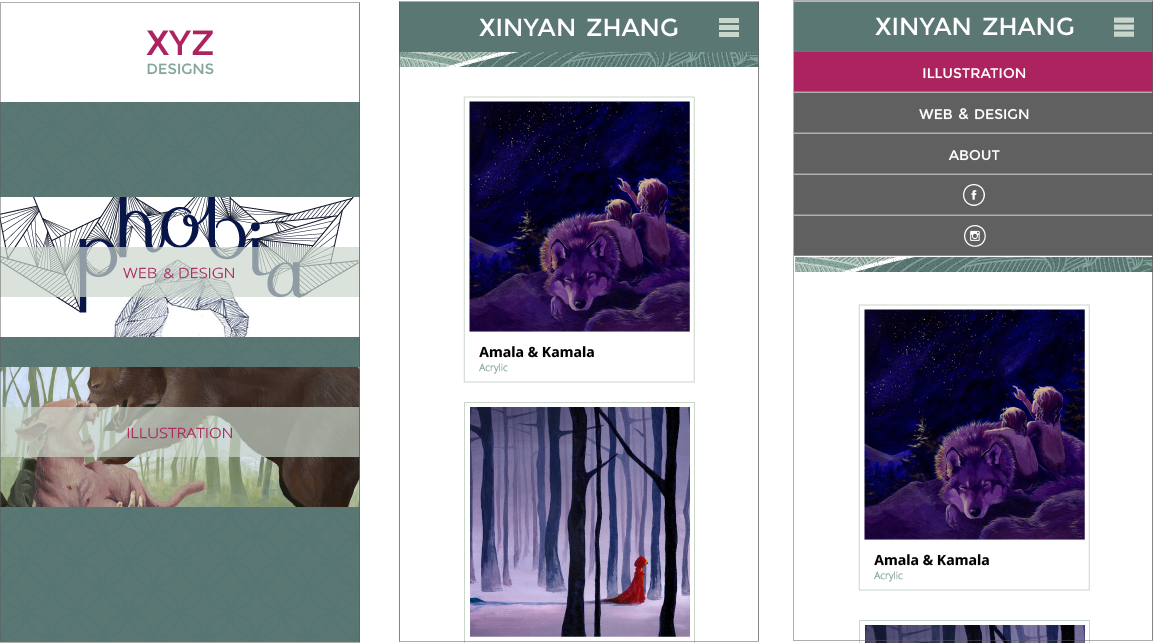 XYZ
DESIGNS
phobia
WEB & DESIGN
ILLUSTRATION
XINYAN ZHANG
Amala & Kamala
Acrylic
XINYAN ZHANG
ILLUSTRATION
WEB & DESIGN
ABOUT
f
Amala & Kamala
Acrylic